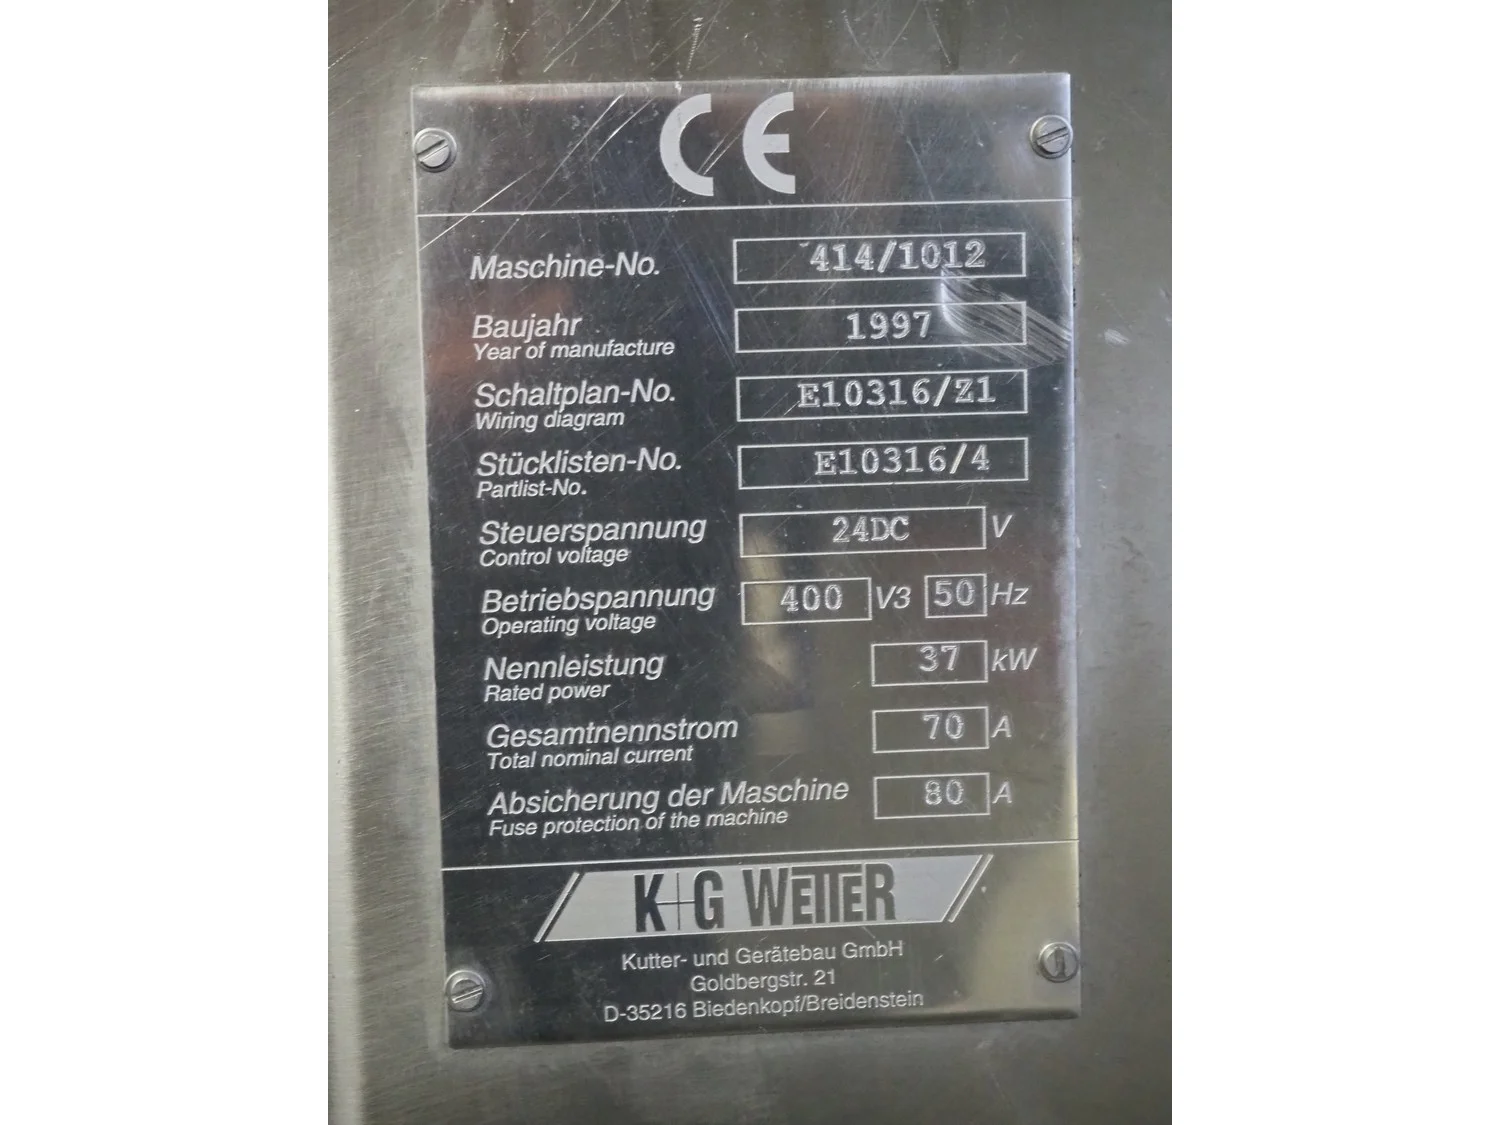 CE
Maschine-No. 414/1012
Baujahr 1997
Year of manufacture
Schaltplan-No. E10316/Z1
Wiring diagram
Stücklisten-No. E10316/4
Partlist-No.
Steuerspannung 24DC V
Control voltage
Betriebspannung 400 V3 50 Hz
Operating voltage
Nennleistung 37 kW
Rated power
Gesamtnennstrom 70 A
Total nominal current
Absicherung der Maschine 80 A
Fuse protection of the machine
K+G WETTER
Kutter- und Gerätebau GmbH
Goldbergstr. 21
D-35216 Biedenkopf/Breidenstein